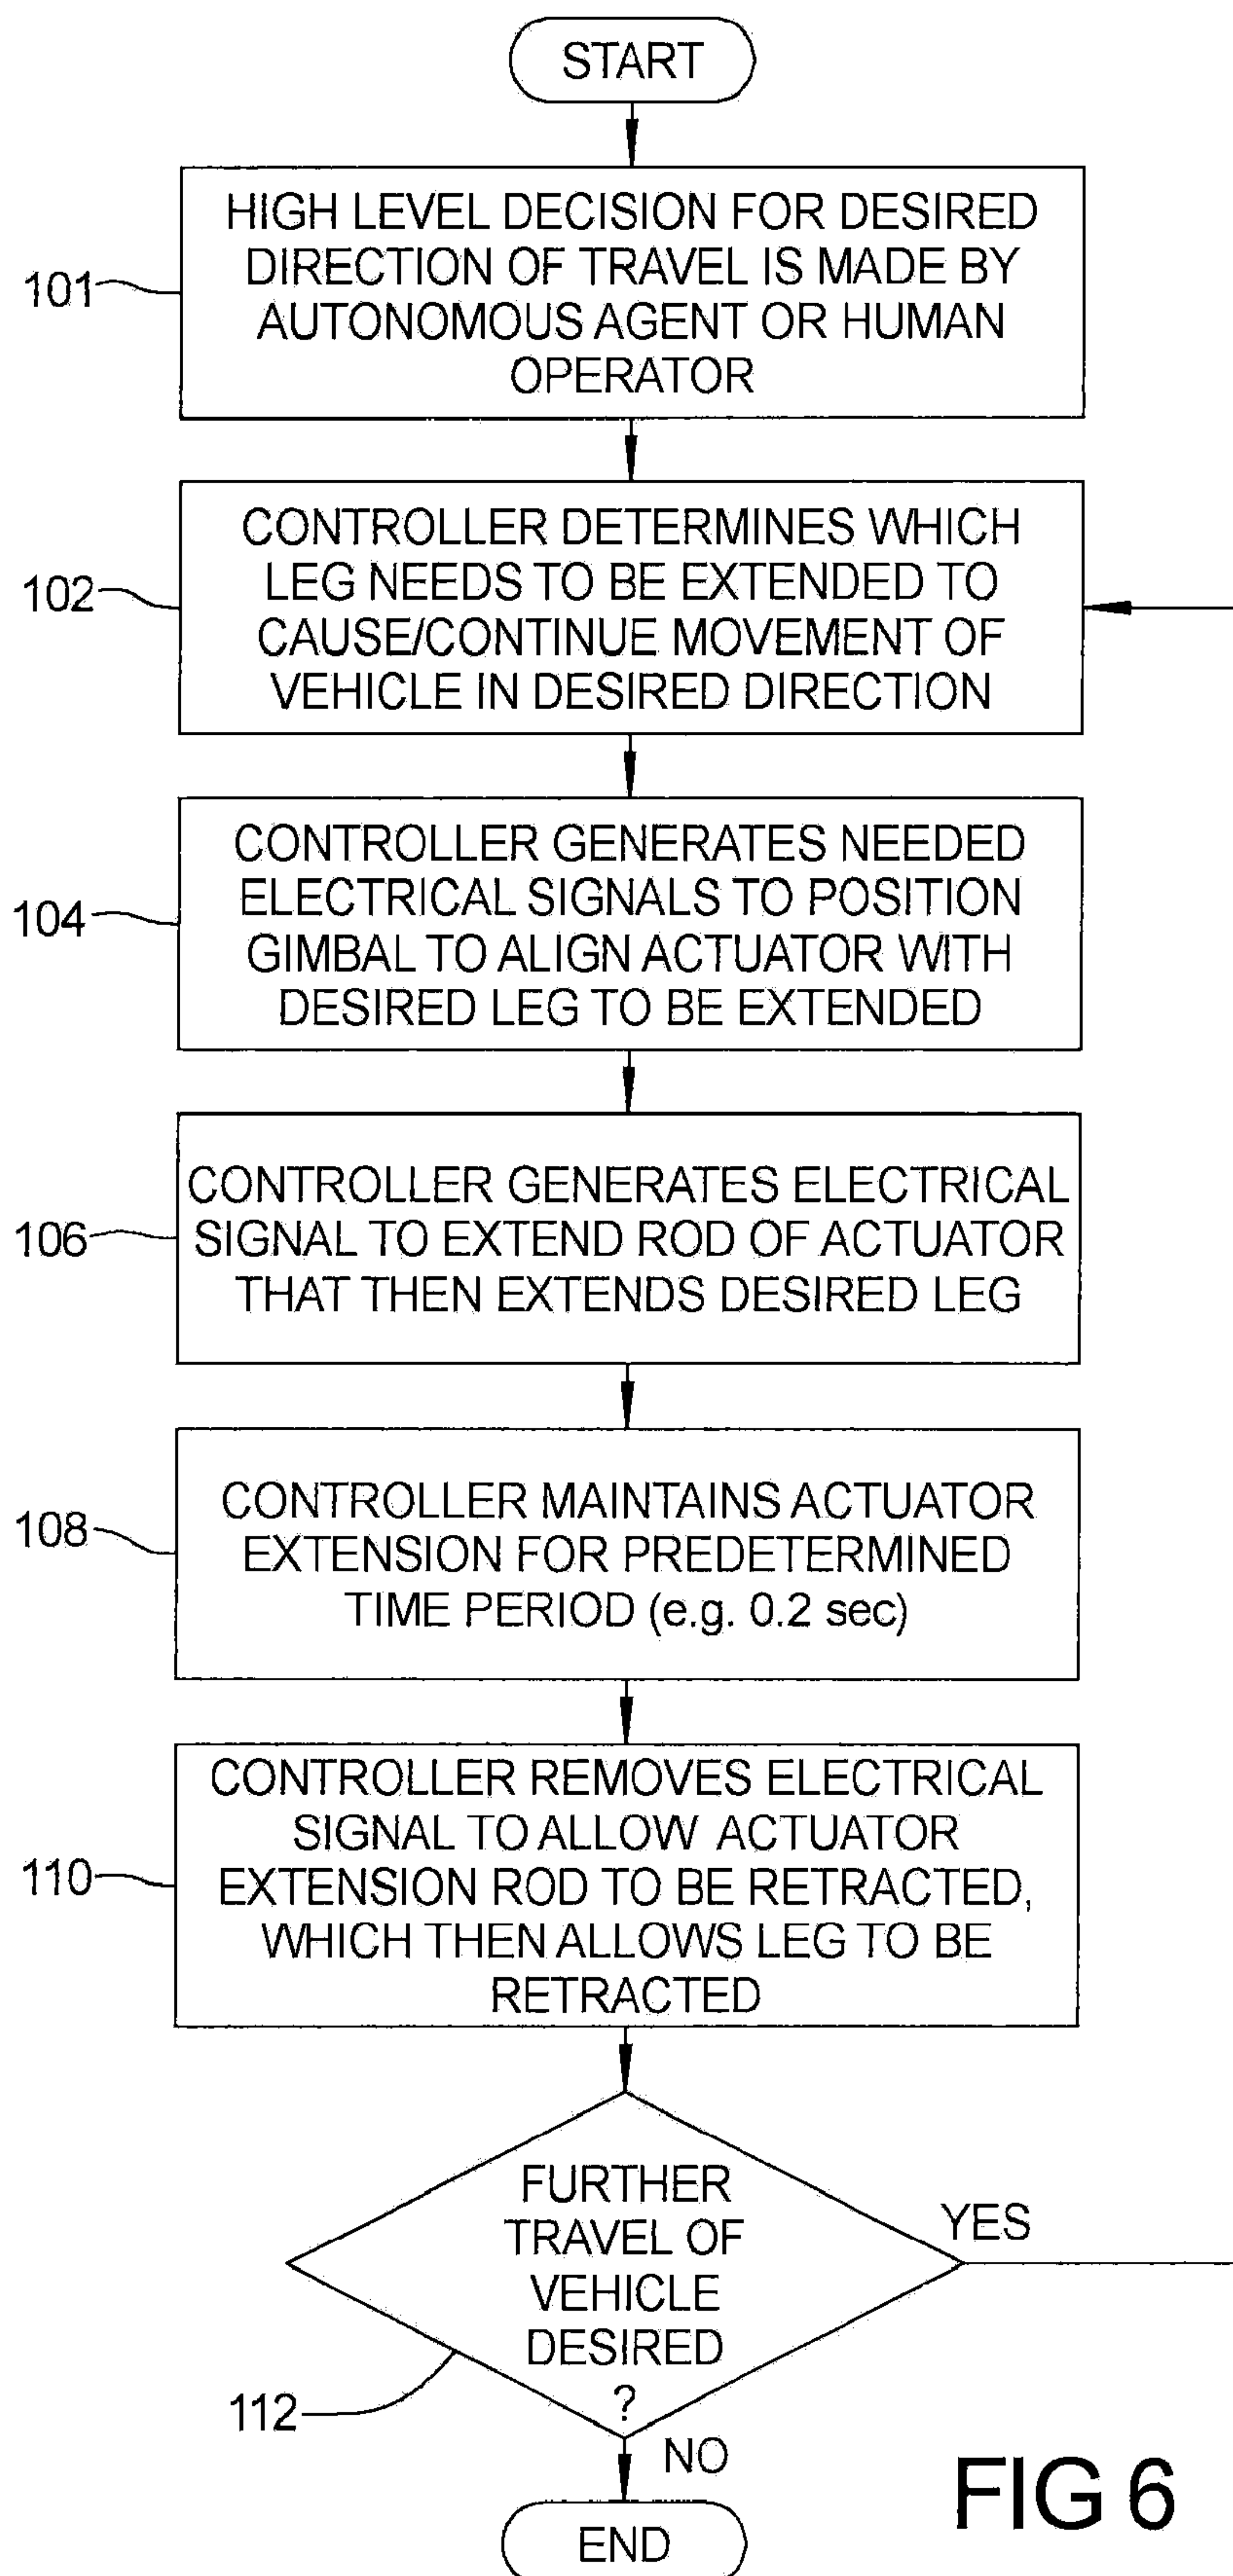 START
HIGH LEVEL DECISION FOR DESIRED
DIRECTION OF TRAVEL IS MADE BY
AUTONOMOUS AGENT OR HUMAN
OPERATOR
101
CONTROLLER DETERMINES WHICH
LEG NEEDS TO BE EXTENDED TO
CAUSE/CONTINUE MOVEMENT OF
VEHICLE IN DESIRED DIRECTION
102
CONTROLLER GENERATES NEEDED
ELECTRICAL SIGNALS TO POSITION
GIMBAL TO ALIGN ACTUATOR WITH
DESIRED LEG TO BE EXTENDED
104
CONTROLLER GENERATES ELECTRICAL
SIGNAL TO EXTEND ROD OF ACTUATOR
THAT THEN EXTENDS DESIRED LEG
106
CONTROLLER MAINTAINS ACTUATOR
EXTENSION FOR PREDETERMINED
TIME PERIOD (e.g. 0.2 sec)
108
CONTROLLER REMOVES ELECTRICAL
SIGNAL TO ALLOW ACTUATOR
EXTENSION ROD TO BE RETRACTED,
WHICH THEN ALLOWS LEG TO BE
RETRACTED
110
FURTHER
TRAVEL OF
VEHICLE
DESIRED
?
YES
112
NO
END
FIG 6